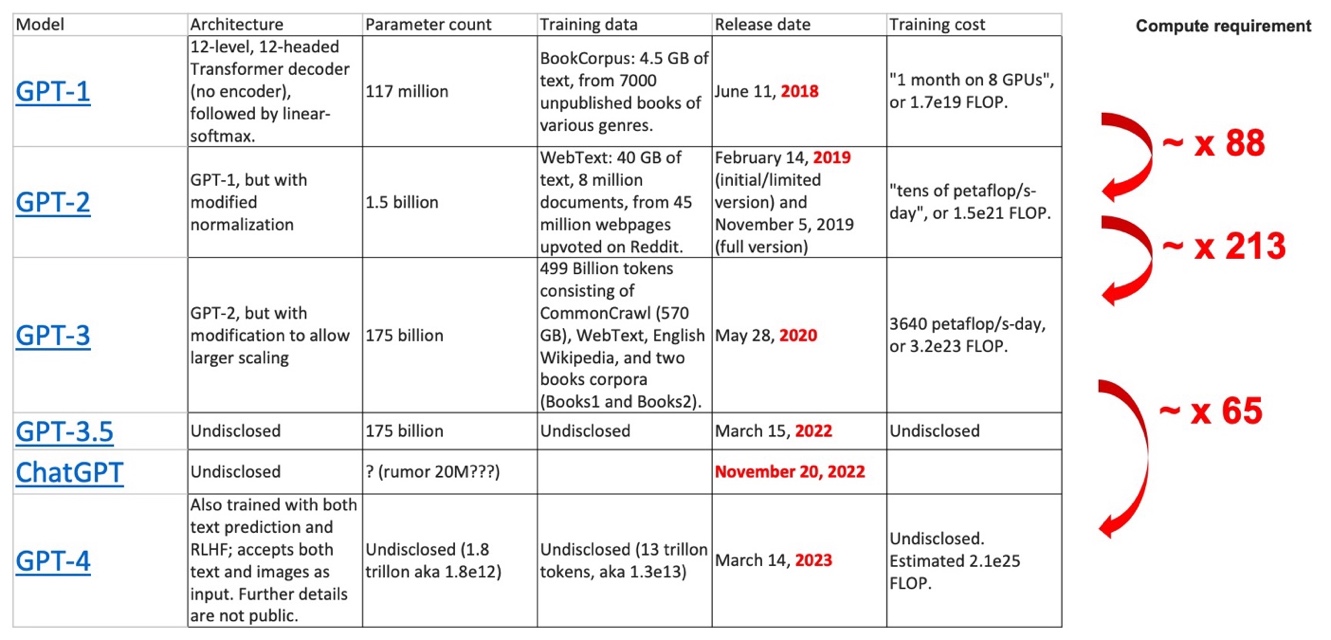 Model Architecture Parameter count Training data Release date Training cost Compute requirement
GPT-1
12-level, 12-headed
Transformer decoder
(no encoder),
followed by linear-
softmax.
117 million
BookCorpus: 4.5 GB of
text, from 7000
unpublished books of
various genres.
June 11, 2018
"1 month on 8 GPUs",
or 1.7e19 FLOP.
~ x 88
GPT-2
GPT-1, but with
modified
normalization
1.5 billion
WebText: 40 GB of
text, 8 million
documents, from 45
million webpages
upvoted on Reddit.
February 14, 2019
(initial/limited
version) and
November 5, 2019
(full version)
"tens of petaflop/s-
day", or 1.5e21 FLOP.
~ x 213
GPT-3
GPT-2, but with
modification to allow
larger scaling
175 billion
499 Billion tokens
consisting of
CommonCrawl (570
GB), WebText, English
Wikipedia, and two
books corpora
(Books1 and Books2).
May 28, 2020
3640 petaflop/s-day,
or 3.2e23 FLOP.
~ x 65
GPT-3.5
Undisclosed
175 billion
Undisclosed
March 15, 2022
Undisclosed
ChatGPT
Undisclosed
? (rumor 20M???)
November 20, 2022
GPT-4
Also trained with both
text prediction and
RLHF; accepts both
text and images as
input. Further details
are not public.
Undisclosed (1.8
trillon aka 1.8e12)
Undisclosed (13 trillon
tokens, aka 1.3e13)
March 14, 2023
Undisclosed.
Estimated 2.1e25
FLOP.